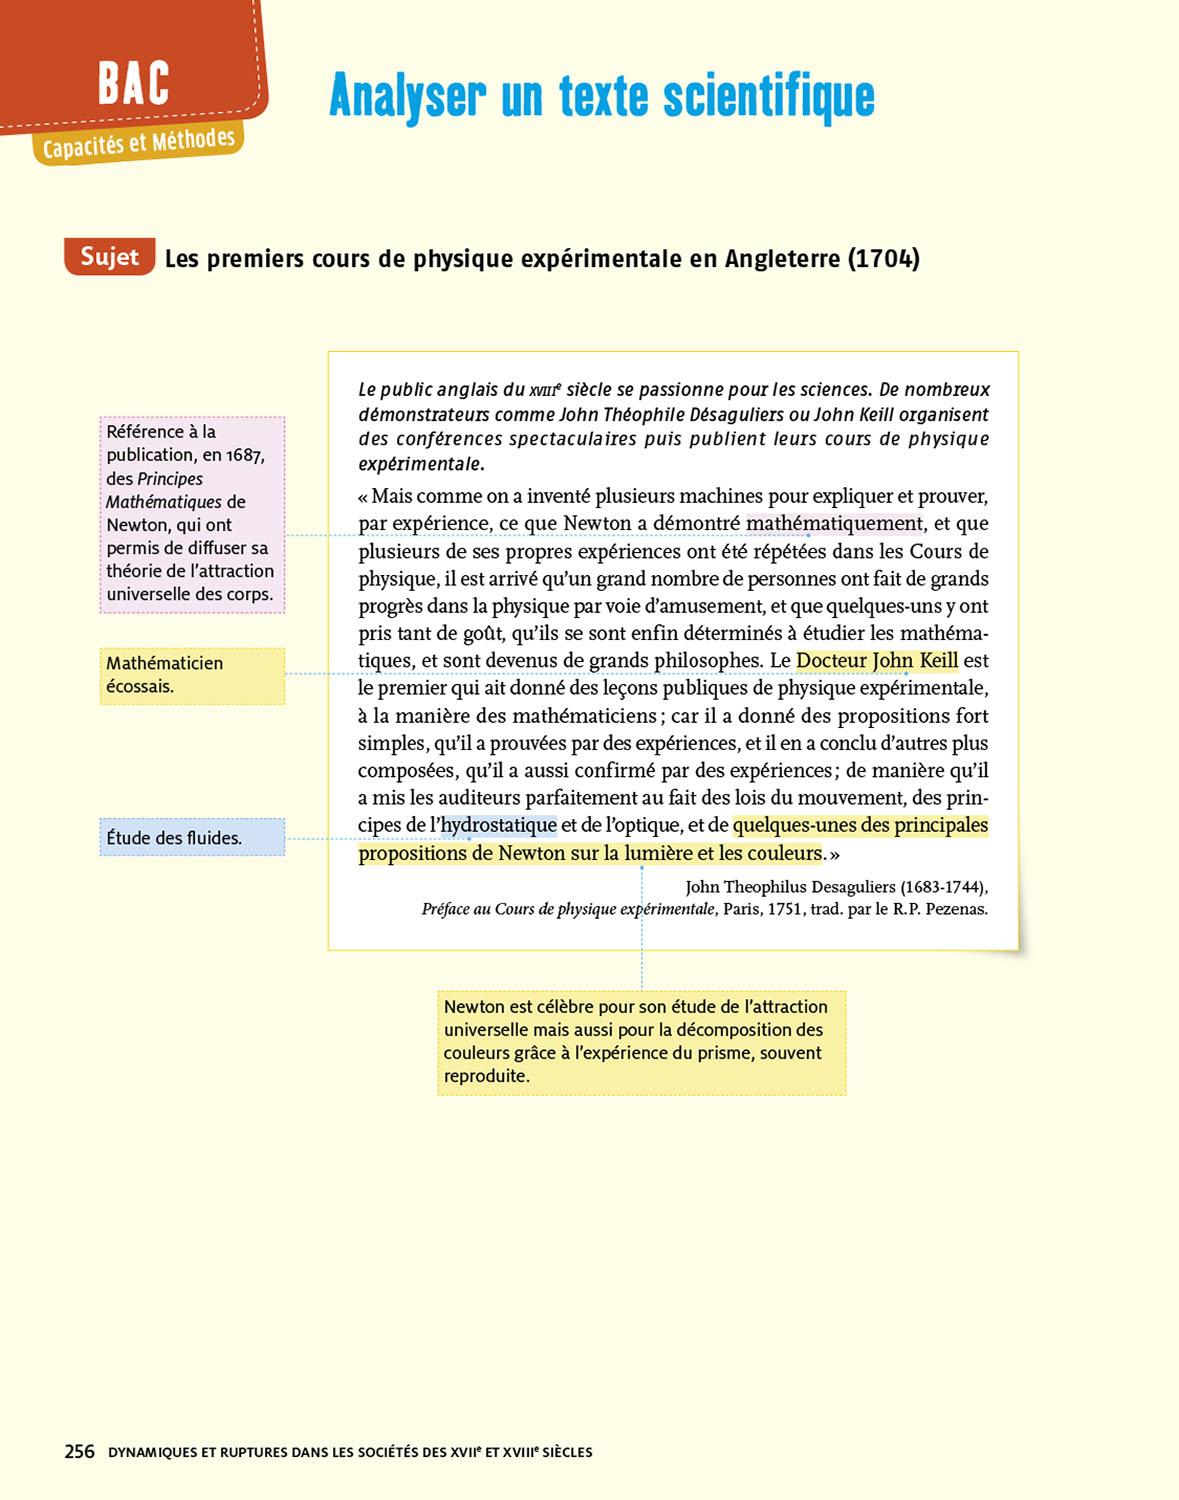 BAC
Capacités et Méthodes
Analyser un texte scientifique
Sujet Les premiers cours de physique expérimentale en Angleterre (1704)
Le public anglais du XVIIIe siècle se passionne pour les sciences. De nombreux
démonstrateurs comme John Théophile Désaguliers ou John Keill organisent
des conférences spectaculaires puis publient leurs cours de physique
expérimentale.
« Mais comme on a inventé plusieurs machines pour expliquer et prouver,
par expérience, ce que Newton a démontré mathématiquement, et que
plusieurs de ses propres expériences ont été répétées dans les Cours de
physique, il est arrivé qu’un grand nombre de personnes ont fait de grands
progrès dans la physique par voie d’amusement, et que quelques-uns y ont
pris tant de goût, qu’ils se sont enfin déterminés à étudier les mathéma-
tiques, et sont devenus de grands philosophes. Le Docteur John Keill est
le premier qui ait donné des leçons publiques de physique expérimentale,
à la manière des mathématiciens ; car il a donné des propositions fort
simples, qu’il a prouvées par des expériences, et il en a conclu d’autres plus
composées, qu’il a aussi confirmé par des expériences ; de manière qu’il
a mis les auditeurs parfaitement au fait des lois du mouvement, des prin-
cipes de l’hydrostatique et de l’optique, et de quelques-unes des principales
propositions de Newton sur la lumière et les couleurs. »
John Theophilus Desaguliers (1683-1744),
Préface au Cours de physique expérimentale, Paris, 1751, trad. par le R.P. Pezenas.
Référence à la
publication, en 1687,
des Principes
Mathématiques de
Newton, qui ont
permis de diffuser sa
théorie de l’attraction
universelle des corps.
Mathématicien
écossais.
Étude des fluides.
Newton est célèbre pour son étude de l’attraction
universelle mais aussi pour la décomposition des
couleurs grâce à l’expérience du prisme, souvent
reproduite.
256 DYNAMIQUES ET RUPTURES DANS LES SOCIÉTÉS DES XVIIe ET XVIIIe SIÈCLES